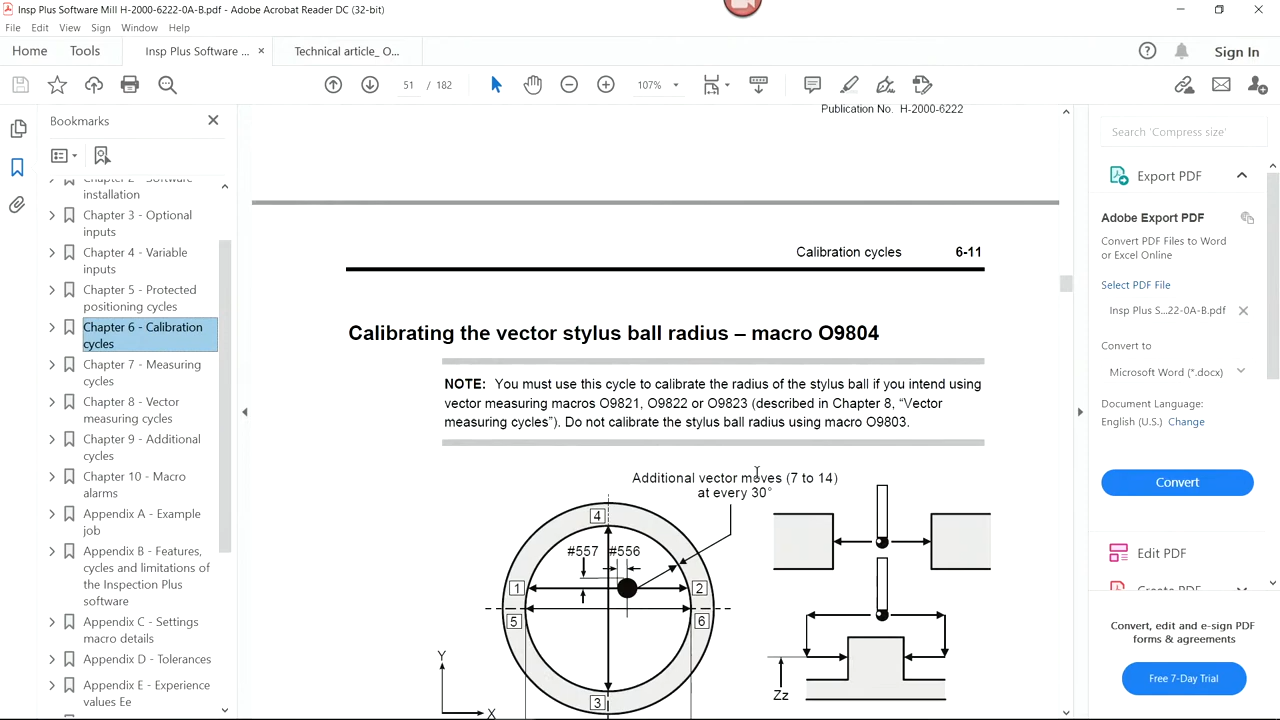 Insp Plus Software Mill H-2000-6222-0A-B.pdf - Adobe Acrobat Reader DC (32-bit)
File Edit View Sign Window Help
Home Tools Insp Plus Software ... × Technical article_ O... Sign In
51 / 182 107%
Bookmarks
installation
Chapter 3 - Optional
inputs
Chapter 4 - Variable
inputs
Chapter 5 - Protected
positioning cycles
Chapter 6 - Calibration
cycles
Chapter 7 - Measuring
cycles
Chapter 8 - Vector
measuring cycles
Chapter 9 - Additional
cycles
Chapter 10 - Macro
alarms
Appendix A - Example
job
Appendix B - Features,
cycles and limitations of
the Inspection Plus
software
Appendix C - Settings
macro details
Appendix D - Tolerances
Appendix E - Experience
values Ee
Publication No. H-2000-6222
Calibration cycles 6-11
Calibrating the vector stylus ball radius – macro O9804
NOTE: You must use this cycle to calibrate the radius of the stylus ball if you intend using
vector measuring macros O9821, O9822 or O9823 (described in Chapter 8, “Vector
measuring cycles”). Do not calibrate the stylus ball radius using macro O9803.
Additional vector moves (7 to 14)
at every 30°
4
#557 #556
1 2
5 6
3
Y
X
Zz
Search 'Compress size'
Export PDF
Adobe Export PDF
Convert PDF Files to Word
or Excel Online
Select PDF File
Insp Plus S...22-0A-B.pdf
Convert to
Microsoft Word (*.docx)
Document Language:
English (U.S.) Change
Convert
Edit PDF
Create PDF
Convert, edit and e-sign PDF
forms & agreements
Free 7-Day Trial